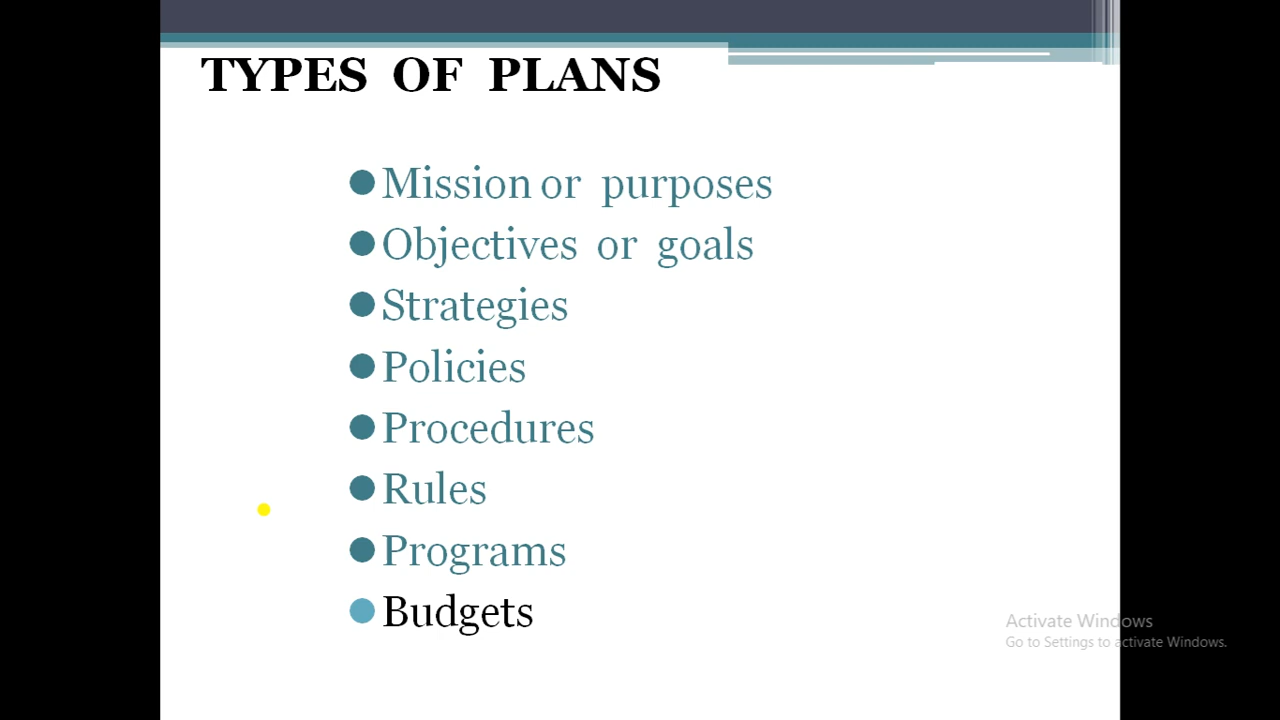 TYPES OF PLANS
Mission or purposes
Objectives or goals
Strategies
Policies
Procedures
Rules
Programs
Budgets
Activate Windows
Go to Settings to activate Windows.